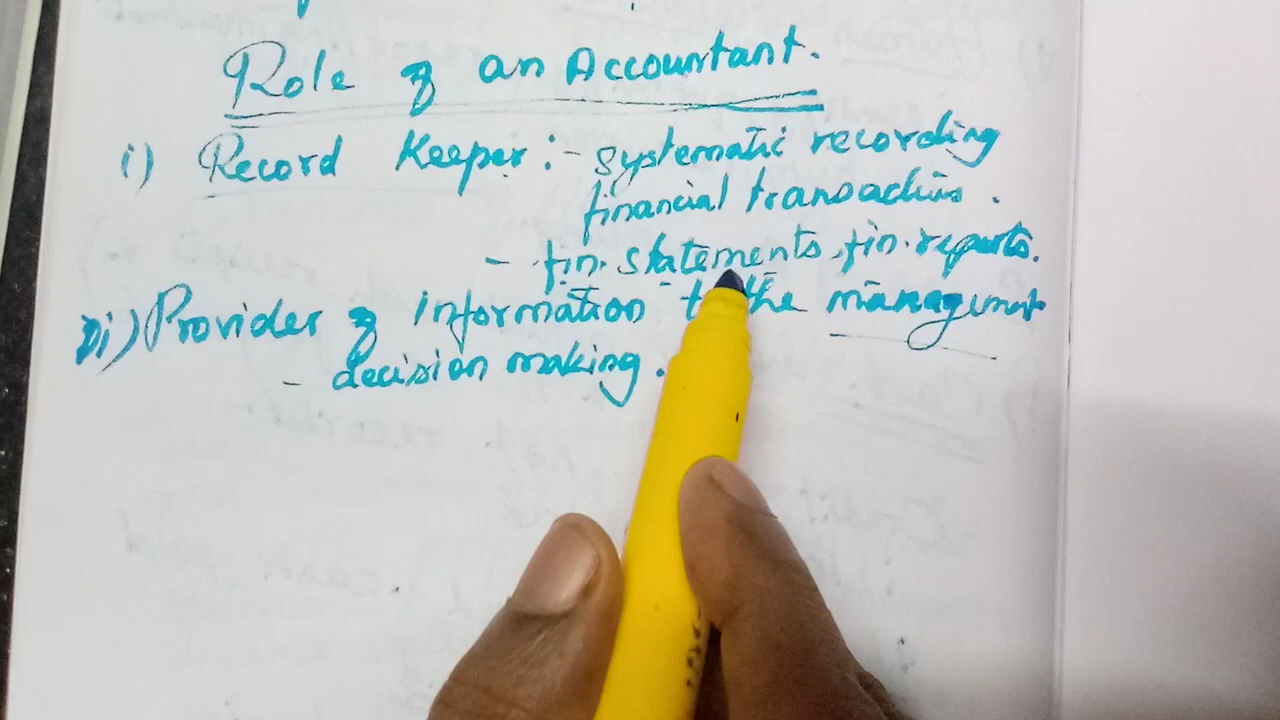 Role of an Accountant.
i) Record Keeper :- systematic recording
financial transactions.
- fin. statements, fin. reports.
ii) Provider of Information to the management
- decision making.